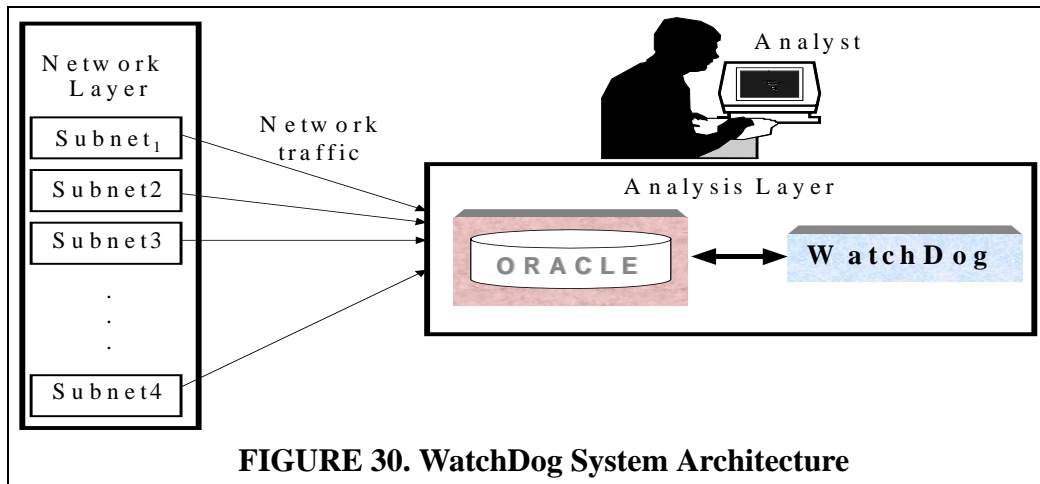 Network
Layer
Subnet₁
Subnet2
Subnet3
.
.
.
Subnet4
Network
traffic
Analyst
Analysis Layer
ORACLE
WatchDog
FIGURE 30. WatchDog System Architecture